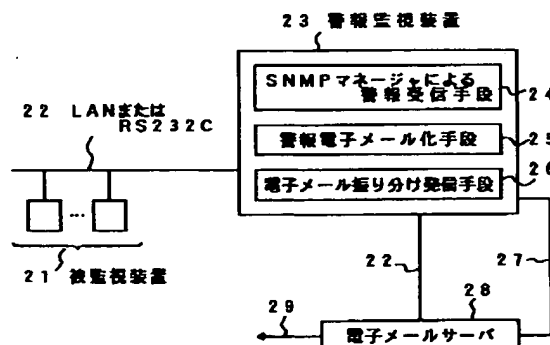 23 警報監視装置
SNMPマネージャによる
警報受信手段
24
22 LANまたは
RS232C
警報電子メール化手段
25
電子メール振り分け発信手段
26
21 被監視装置
22
27
28
29
電子メールサーバ